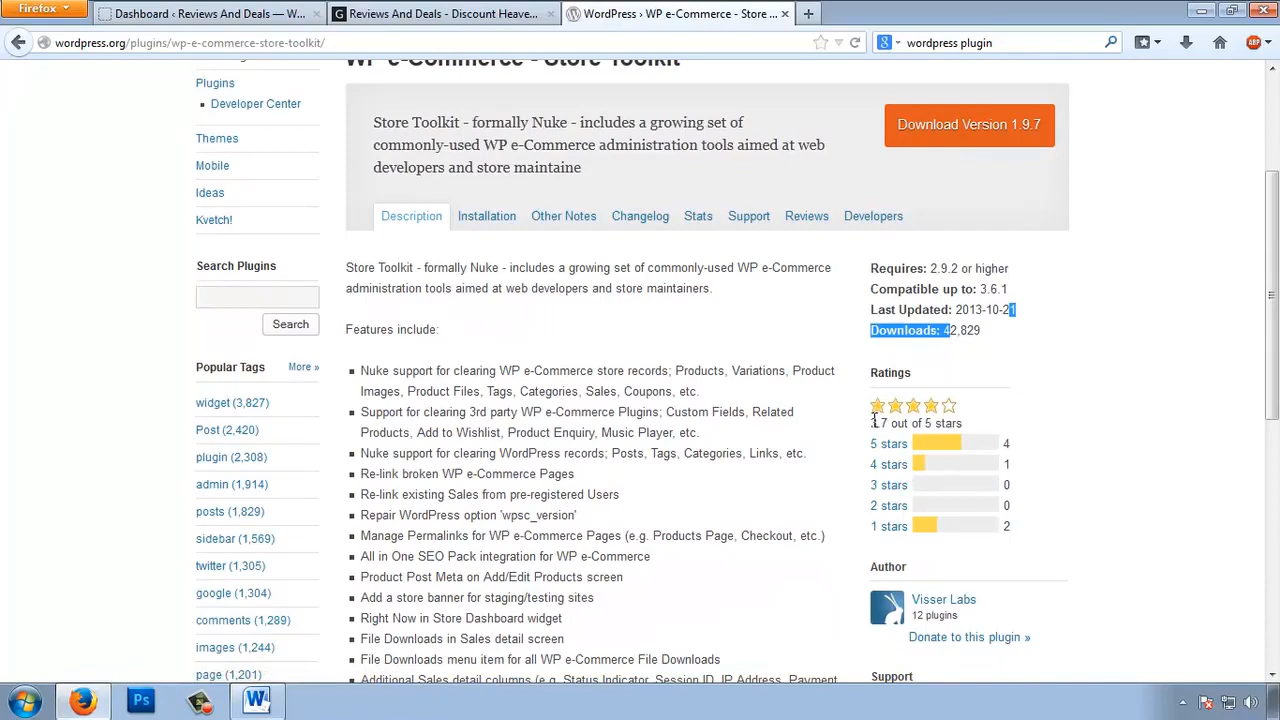 Firefox
Dashboard ‹ Reviews And Deals — W...
Reviews And Deals - Discount Heave...
WordPress › WP e-Commerce - Store ...
wordpress.org/plugins/wp-e-commerce-store-toolkit/
wordpress plugin
ABP
WP e-Commerce - Store Toolkit
Plugins
Developer Center
Themes
Mobile
Ideas
Kvetch!
Search Plugins
Search
Popular Tags More »
widget (3,827)
Post (2,420)
plugin (2,308)
admin (1,914)
posts (1,829)
sidebar (1,569)
twitter (1,305)
google (1,304)
comments (1,289)
images (1,244)
page (1,201)
Store Toolkit - formally Nuke - includes a growing set of
commonly-used WP e-Commerce administration tools aimed at web
developers and store maintaine
Download Version 1.9.7
Description Installation Other Notes Changelog Stats Support Reviews Developers
Store Toolkit - formally Nuke - includes a growing set of commonly-used WP e-Commerce
administration tools aimed at web developers and store maintainers.
Features include:
Nuke support for clearing WP e-Commerce store records; Products, Variations, Product
Images, Product Files, Tags, Categories, Sales, Coupons, etc.
Support for clearing 3rd party WP e-Commerce Plugins; Custom Fields, Related
Products, Add to Wishlist, Product Enquiry, Music Player, etc.
Nuke support for clearing WordPress records; Posts, Tags, Categories, Links, etc.
Re-link broken WP e-Commerce Pages
Re-link existing Sales from pre-registered Users
Repair WordPress option 'wpsc_version'
Manage Permalinks for WP e-Commerce Pages (e.g. Products Page, Checkout, etc.)
All in One SEO Pack integration for WP e-Commerce
Product Post Meta on Add/Edit Products screen
Add a store banner for staging/testing sites
Right Now in Store Dashboard widget
File Downloads in Sales detail screen
File Downloads menu item for all WP e-Commerce File Downloads
Additional Sales detail columns (e.g. Status Indicator, Session ID, IP Address, Payment
Requires: 2.9.2 or higher
Compatible up to: 3.6.1
Last Updated: 2013-10-21
Downloads: 42,829
Ratings
3.7 out of 5 stars
5 stars 4
4 stars 1
3 stars 0
2 stars 0
1 stars 2
Author
Visser Labs
12 plugins
Donate to this plugin »
Support
Ps